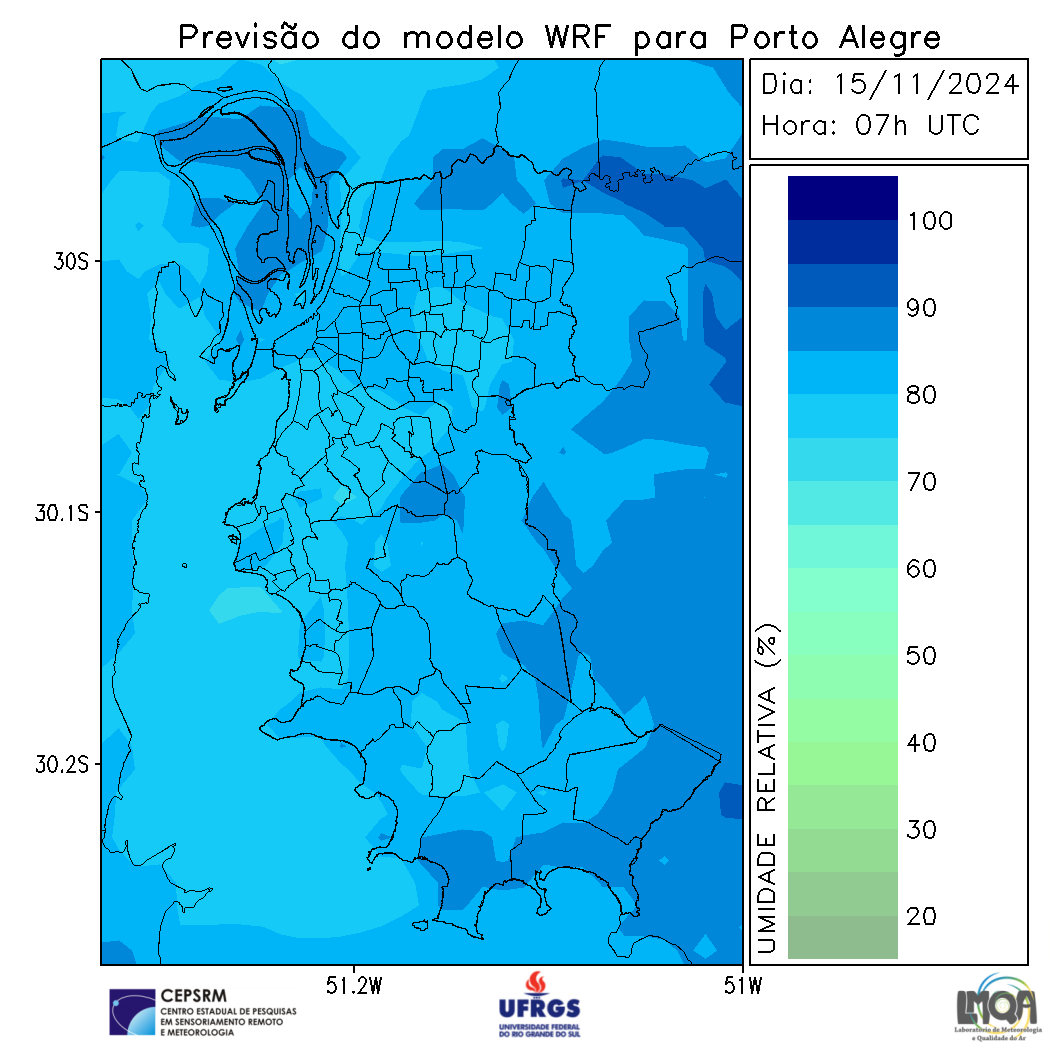 Previsão do modelo WRF para Porto Alegre
Dia: 15/11/2024
Hora: 07h UTC
30S
30.1S
30.2S
51.2W
51W
UMIDADE RELATIVA (%)
100
90
80
70
60
50
40
30
20
CEPSRM
CENTRO ESTADUAL DE PESQUISAS
EM SENSORIAMENTO REMOTO
E METEOROLOGIA
UFRGS
UNIVERSIDADE FEDERAL
DO RIO GRANDE DO SUL
LMQA
Laboratório de Meteorologia
e Qualidade do Ar